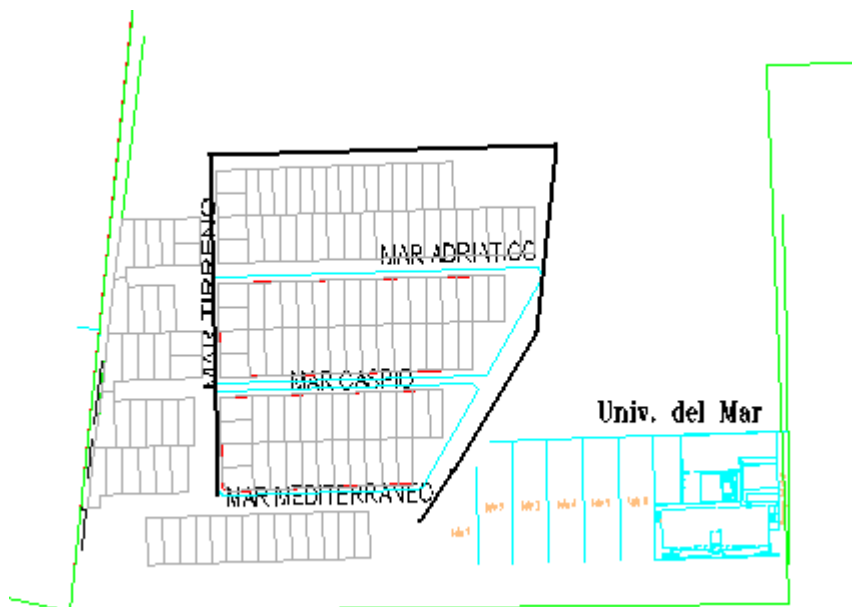 MAR TIRRENO
MAR ADRIATICO
MAR CASPIO
Univ. del Mar
MAR MEDITERRANEO